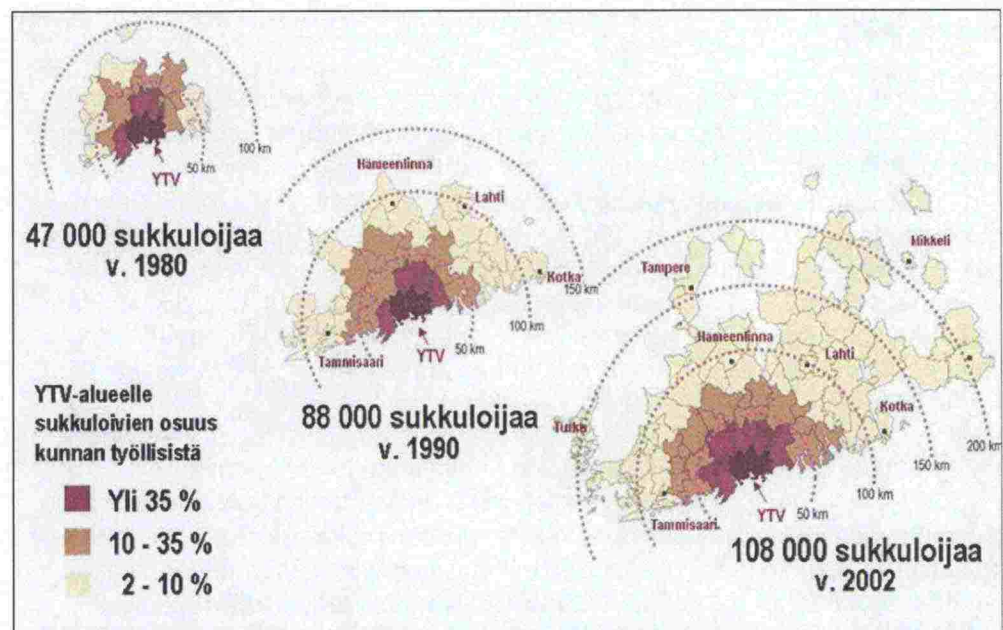 100 km
50 km
YTV
47 000 sukkuloijaa
v. 1980
Hämeenlinna
Lahti
Kotka
150 km
100 km
50 km
YTV
Tammisaari
88 000 sukkuloijaa
v. 1990
Mikkeli
Tampere
Hämeenlinna
Lahti
Kotka
Turku
200 km
150 km
100 km
50 km
YTV
Tammisaari
108 000 sukkuloijaa
v. 2002
YTV-alueelle
sukkuloivien osuus
kunnan työllisistä
Yli 35 %
10 - 35 %
2 - 10 %